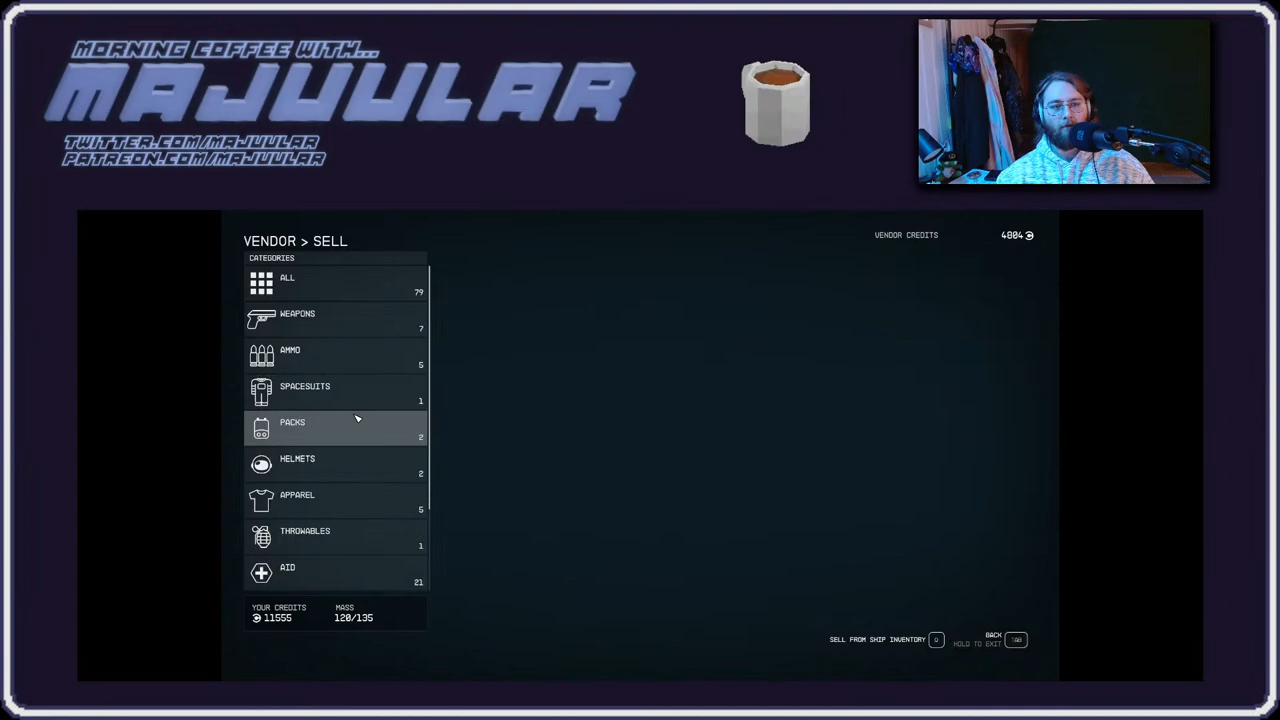 MORNING COFFEE WITH...
MAJUULAR
TWITTER.COM/MAJUULAR
PATREON.COM/MAJUULAR
VENDOR > SELL
VENDOR CREDITS 4804
CATEGORIES
ALL
79
WEAPONS
7
AMMO
5
SPACESUITS
1
PACKS
2
HELMETS
2
APPAREL
5
THROWABLES
1
AID
21
YOUR CREDITS MASS
11555 120/135
SELL FROM SHIP INVENTORY Q
BACK TAB
HOLD TO EXIT